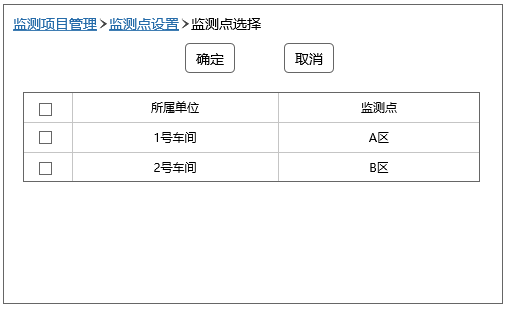 监测项目管理>监测点设置>监测点选择
确定 取消
所属单位 监测点
1号车间 A区
2号车间 B区